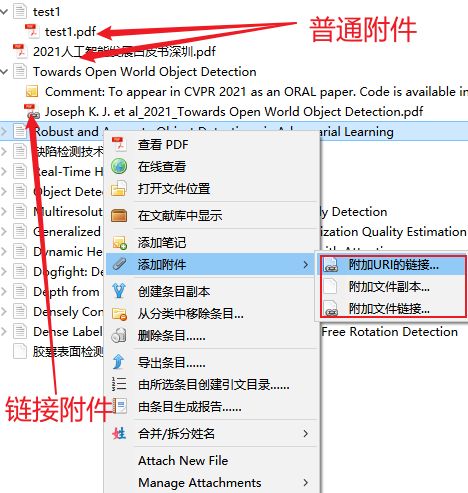 test1
test1.pdf
普通附件
2021人工智能发展白皮书深圳.pdf
Towards Open World Object Detection
Comment: To appear in CVPR 2021 as an ORAL paper. Code is available in
Joseph K. J. et al_2021_Towards Open World Object Detection.pdf
Robust and Accurate Object Detection via Adversarial Learning
查看 PDF
缺陷检测技术
在线查看
Real-Time H
打开文件位置
Object Detec
在文献库中显示
Multiresolut
y Detection
添加笔记
Generalized
ization Quality Estimation
添加附件
Dynamic He
with Attention
附加URI的链接...
Dogfight: De
创建条目副本
附加文件副本...
Depth from
从分类中移除条目...
附加文件链接...
Densely Con
删除条目...
Dense Label
Free Rotation Detection
胶囊表面检测
导出条目...
由所选条目创建引文目录......
由条目生成报告......
链接附件
姓
合并/拆分姓名
Attach New File
Manage Attachments